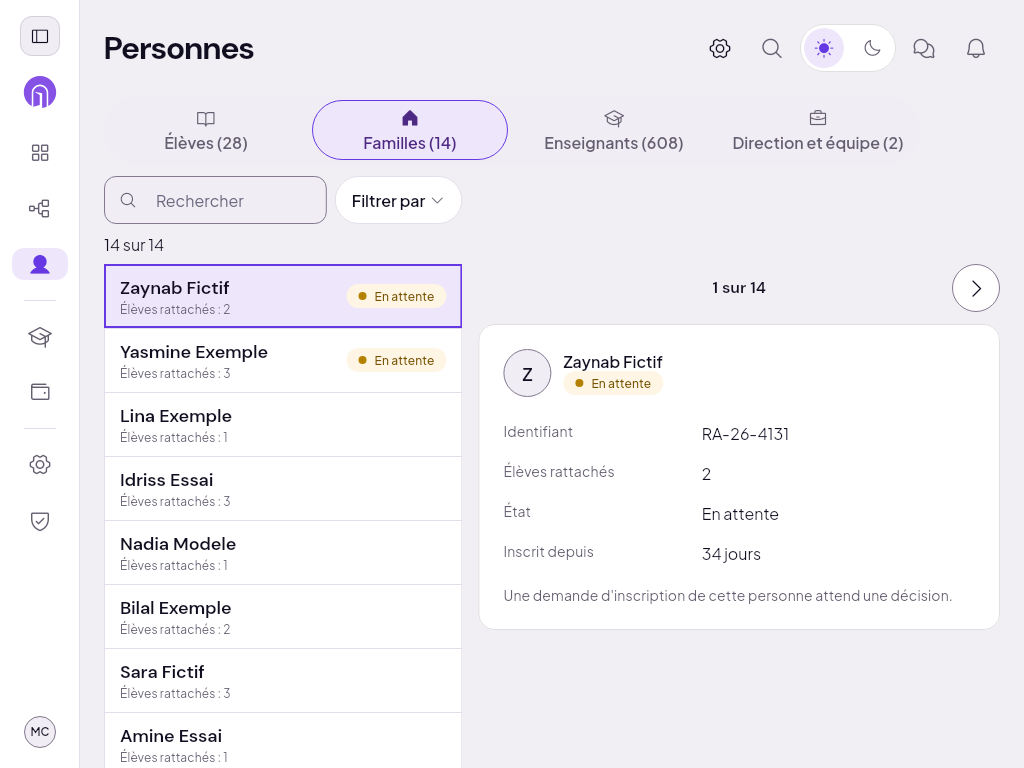 Personnes
Élèves (28)
Familles (14)
Enseignants (608)
Direction et équipe (2)
Rechercher
Filtrer par
14 sur 14
Zaynab Fictif
Élèves rattachés : 2
En attente
Yasmine Exemple
Élèves rattachés : 3
En attente
Lina Exemple
Élèves rattachés : 1
Idriss Essai
Élèves rattachés : 3
Nadia Modele
Élèves rattachés : 1
Bilal Exemple
Élèves rattachés : 2
Sara Fictif
Élèves rattachés : 3
Amine Essai
Élèves rattachés : 1
1 sur 14
Z
Zaynab Fictif
En attente
Identifiant
RA-26-4131
Élèves rattachés
2
État
En attente
Inscrit depuis
34 jours
Une demande d'inscription de cette personne attend une décision.
MC